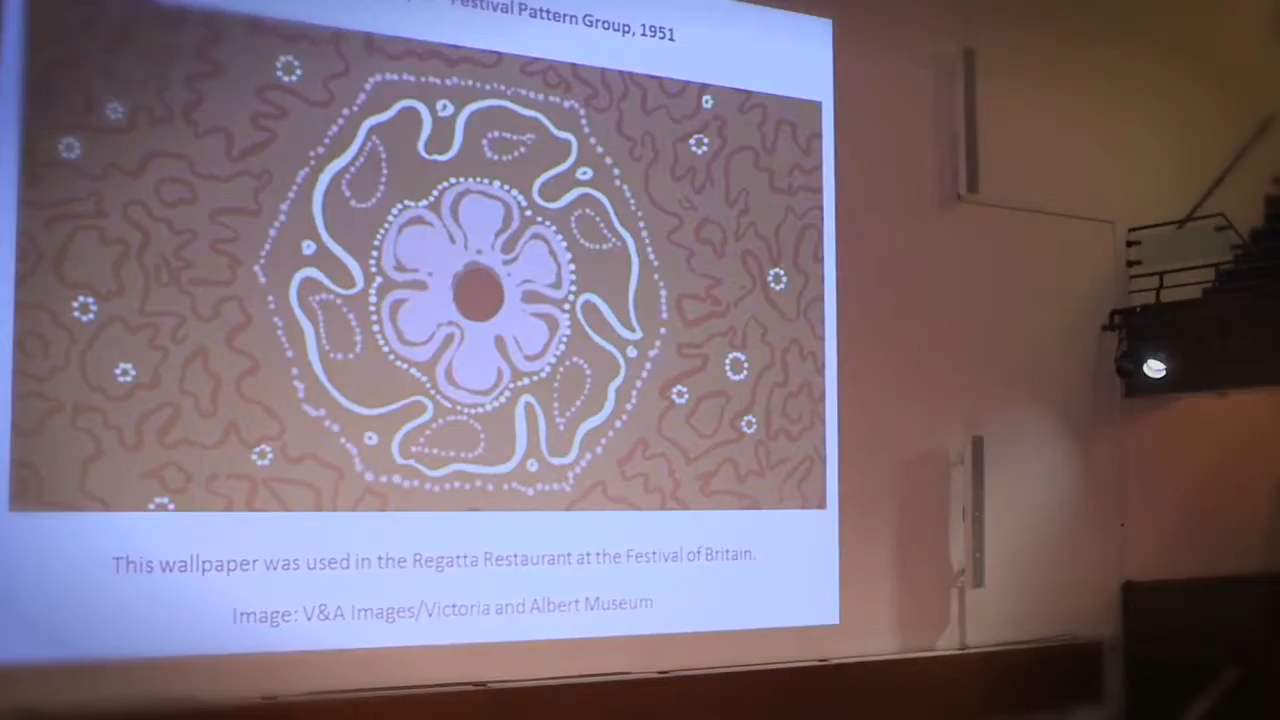 Festival Pattern Group, 1951
This wallpaper was used in the Regatta Restaurant at the Festival of Britain.
Image: V&A Images/Victoria and Albert Museum